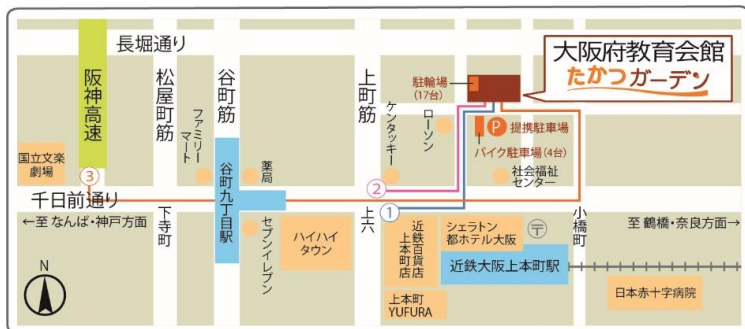 長堀通り
阪神高速
松屋町筋
谷町筋
上町筋
大阪府教育会館
たかつガーデン
駐輪場
(17台)
P 提携駐車場
バイク駐車場(4台)
ケンタッキー
ローソン
社会福祉
センター
ファミリー
マート
薬局
国立文楽
劇場
谷町九丁目駅
③
②
①
千日前通り
←至 なんば・神戸方面
下寺町
セブンイレブン
ハイハイ
タウン
上六
近鉄百貨店
上本町店
シェラトン
都ホテル大阪
〒
小橋町
至 鶴橋・奈良方面→
近鉄大阪上本町駅
上本町
YUFURA
日本赤十字病院
N